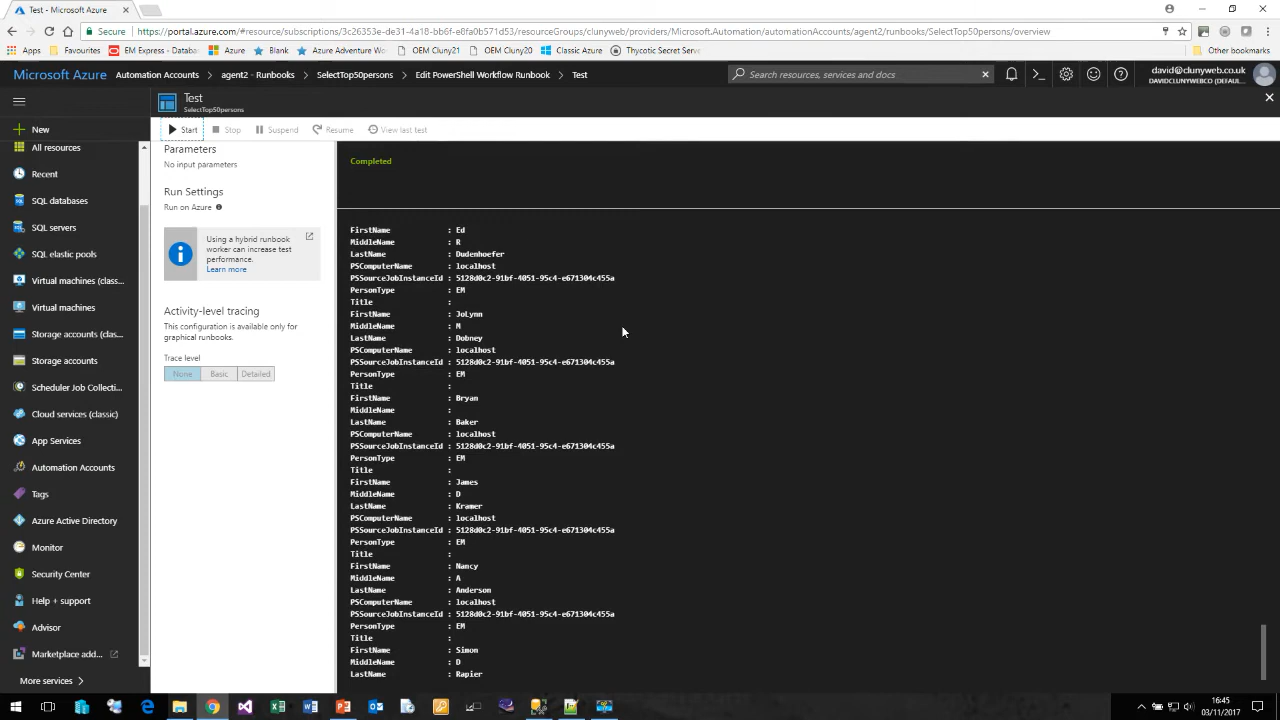 Test - Microsoft Azure
Secure
https://portal.azure.com/#resource/subscriptions/3c26353e-de31-4a18-bb6f-e8fa0b571d53/resourceGroups/clunyweb/providers/Microsoft.Automation/automationAccounts/agent2/runbooks/SelectTop50persons/overview
Apps
Favourites
EM Express - Databa
Azure
Blank
Azure Adventure Wor
OEM Cluny21
OEM Cluny20
Classic Azure
Thycotic Secret Serv
Other bookmarks
Microsoft Azure
Automation Accounts > agent2 - Runbooks > SelectTop50persons > Edit PowerShell Workflow Runbook > Test
Search resources, services and docs
david@clunyweb.co.uk
DAVIDCLUNYWEBCO (DEFAUL...
Test
SelectTop50persons
Start
Stop
Suspend
Resume
View last test
New
All resources
Recent
SQL databases
SQL servers
SQL elastic pools
Virtual machines (class...
Virtual machines
Storage accounts (clas...
Storage accounts
Scheduler Job Collecti...
Cloud services (classic)
App Services
Automation Accounts
Tags
Azure Active Directory
Monitor
Security Center
Help + support
Advisor
Marketplace add...
More services >
Parameters
No input parameters
Run Settings
Run on Azure
Using a hybrid runbook
worker can increase test
performance.
Learn more
Activity-level tracing
This configuration is available only for
graphical runbooks.
Trace level
None
Basic
Detailed
Completed
FirstName : Ed
MiddleName : R
LastName : Dudenhoefer
PSComputerName : localhost
PSSourceJobInstanceId : 5128d0c2-91bf-4051-95c4-e671304c455a
PersonType : EM
Title :
FirstName : JoLynn
MiddleName : M
LastName : Dobney
PSComputerName : localhost
PSSourceJobInstanceId : 5128d0c2-91bf-4051-95c4-e671304c455a
PersonType : EM
Title :
FirstName : Bryan
MiddleName :
LastName : Baker
PSComputerName : localhost
PSSourceJobInstanceId : 5128d0c2-91bf-4051-95c4-e671304c455a
PersonType : EM
Title :
FirstName : James
MiddleName : D
LastName : Kramer
PSComputerName : localhost
PSSourceJobInstanceId : 5128d0c2-91bf-4051-95c4-e671304c455a
PersonType : EM
Title :
FirstName : Nancy
MiddleName : A
LastName : Anderson
PSComputerName : localhost
PSSourceJobInstanceId : 5128d0c2-91bf-4051-95c4-e671304c455a
PersonType : EM
Title :
FirstName : Simon
MiddleName : D
LastName : Rapier
16:45
03/11/2017